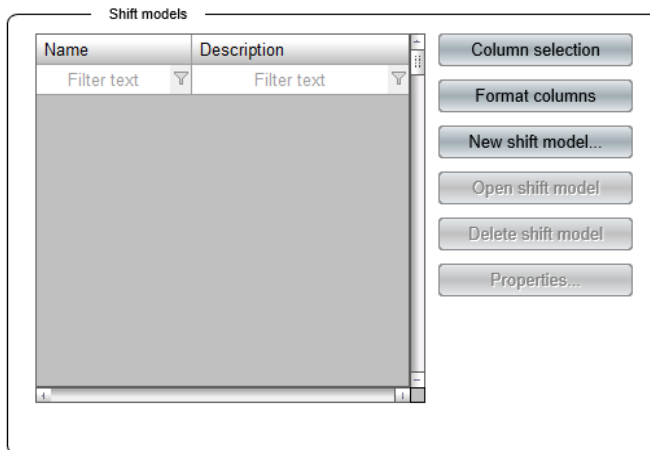 Shift models
Name Description
Filter text Filter text
Column selection
Format columns
New shift model...
Open shift model
Delete shift model
Properties...